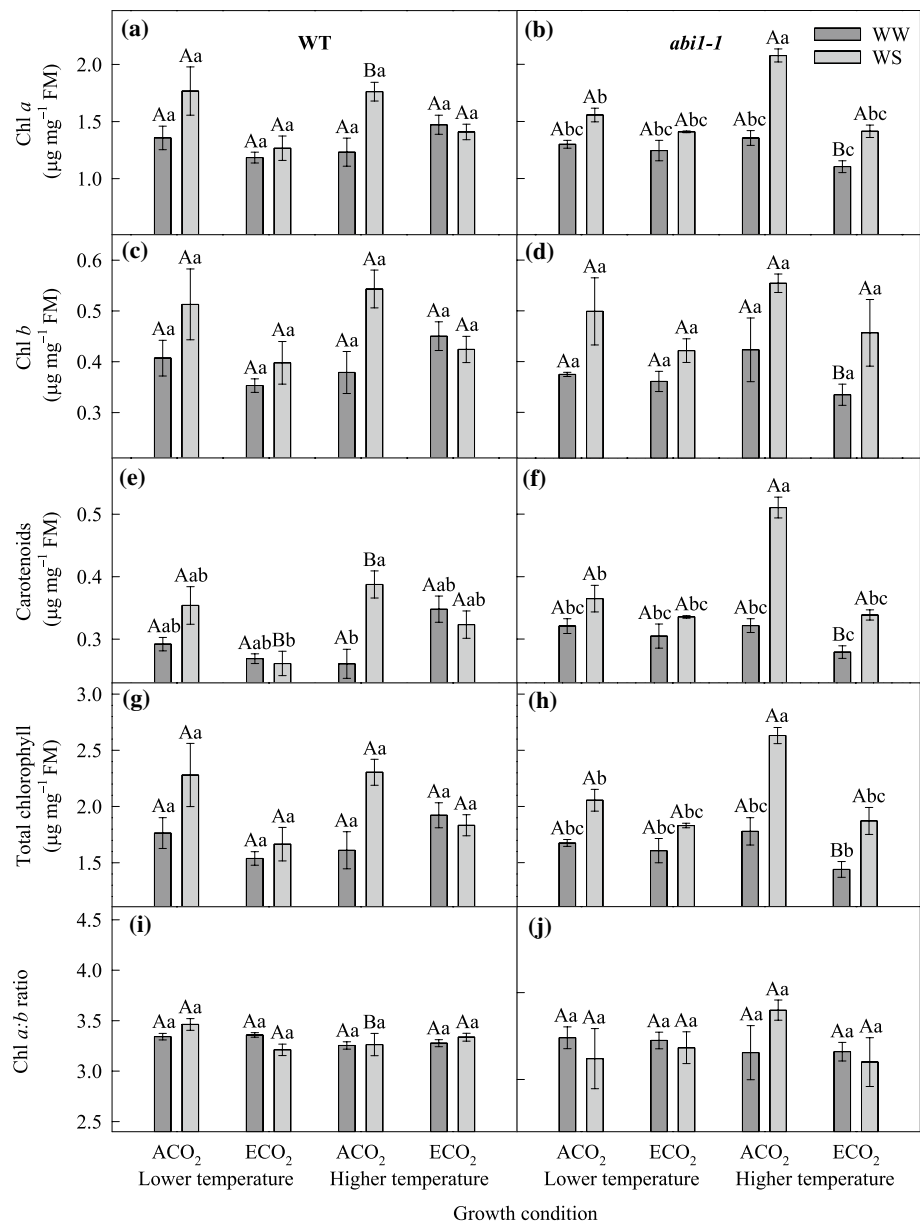 (a) WT (b) abi1-1 WW
WS
Chl a
(µg mg⁻¹ FM)
2.0
1.5
1.0
Aa Aa Aa Aa Aa Ba Aa Aa
Abc Ab Abc Abc Abc Aa Bc Abc
(c) (d)
Chl b
(µg mg⁻¹ FM)
0.6
0.5
0.4
0.3
Aa Aa Aa Aa Aa Aa Aa Aa
Aa Aa Aa Aa Aa Aa Ba Aa
(e) (f)
Carotenoids
(µg mg⁻¹ FM)
0.5
0.4
0.3
Aab Aab Aab Bb Ab Ba Aab Aab
Abc Ab Abc Abc Abc Aa Bc Abc
(g) (h)
Total chlorophyll
(µg mg⁻¹ FM)
3.0
2.5
2.0
1.5
Aa Aa Aa Aa Aa Aa Aa Aa
Abc Ab Abc Abc Abc Aa Bb Abc
(i) (j)
Chl a:b ratio
4.5
4.0
3.5
3.0
2.5
Aa Aa Aa Aa Aa Ba Aa Aa
Aa Aa Aa Aa Aa Aa Aa Aa
ACO₂ ECO₂ ACO₂ ECO₂ ACO₂ ECO₂ ACO₂ ECO₂
Lower temperature Higher temperature Lower temperature Higher temperature
Growth condition